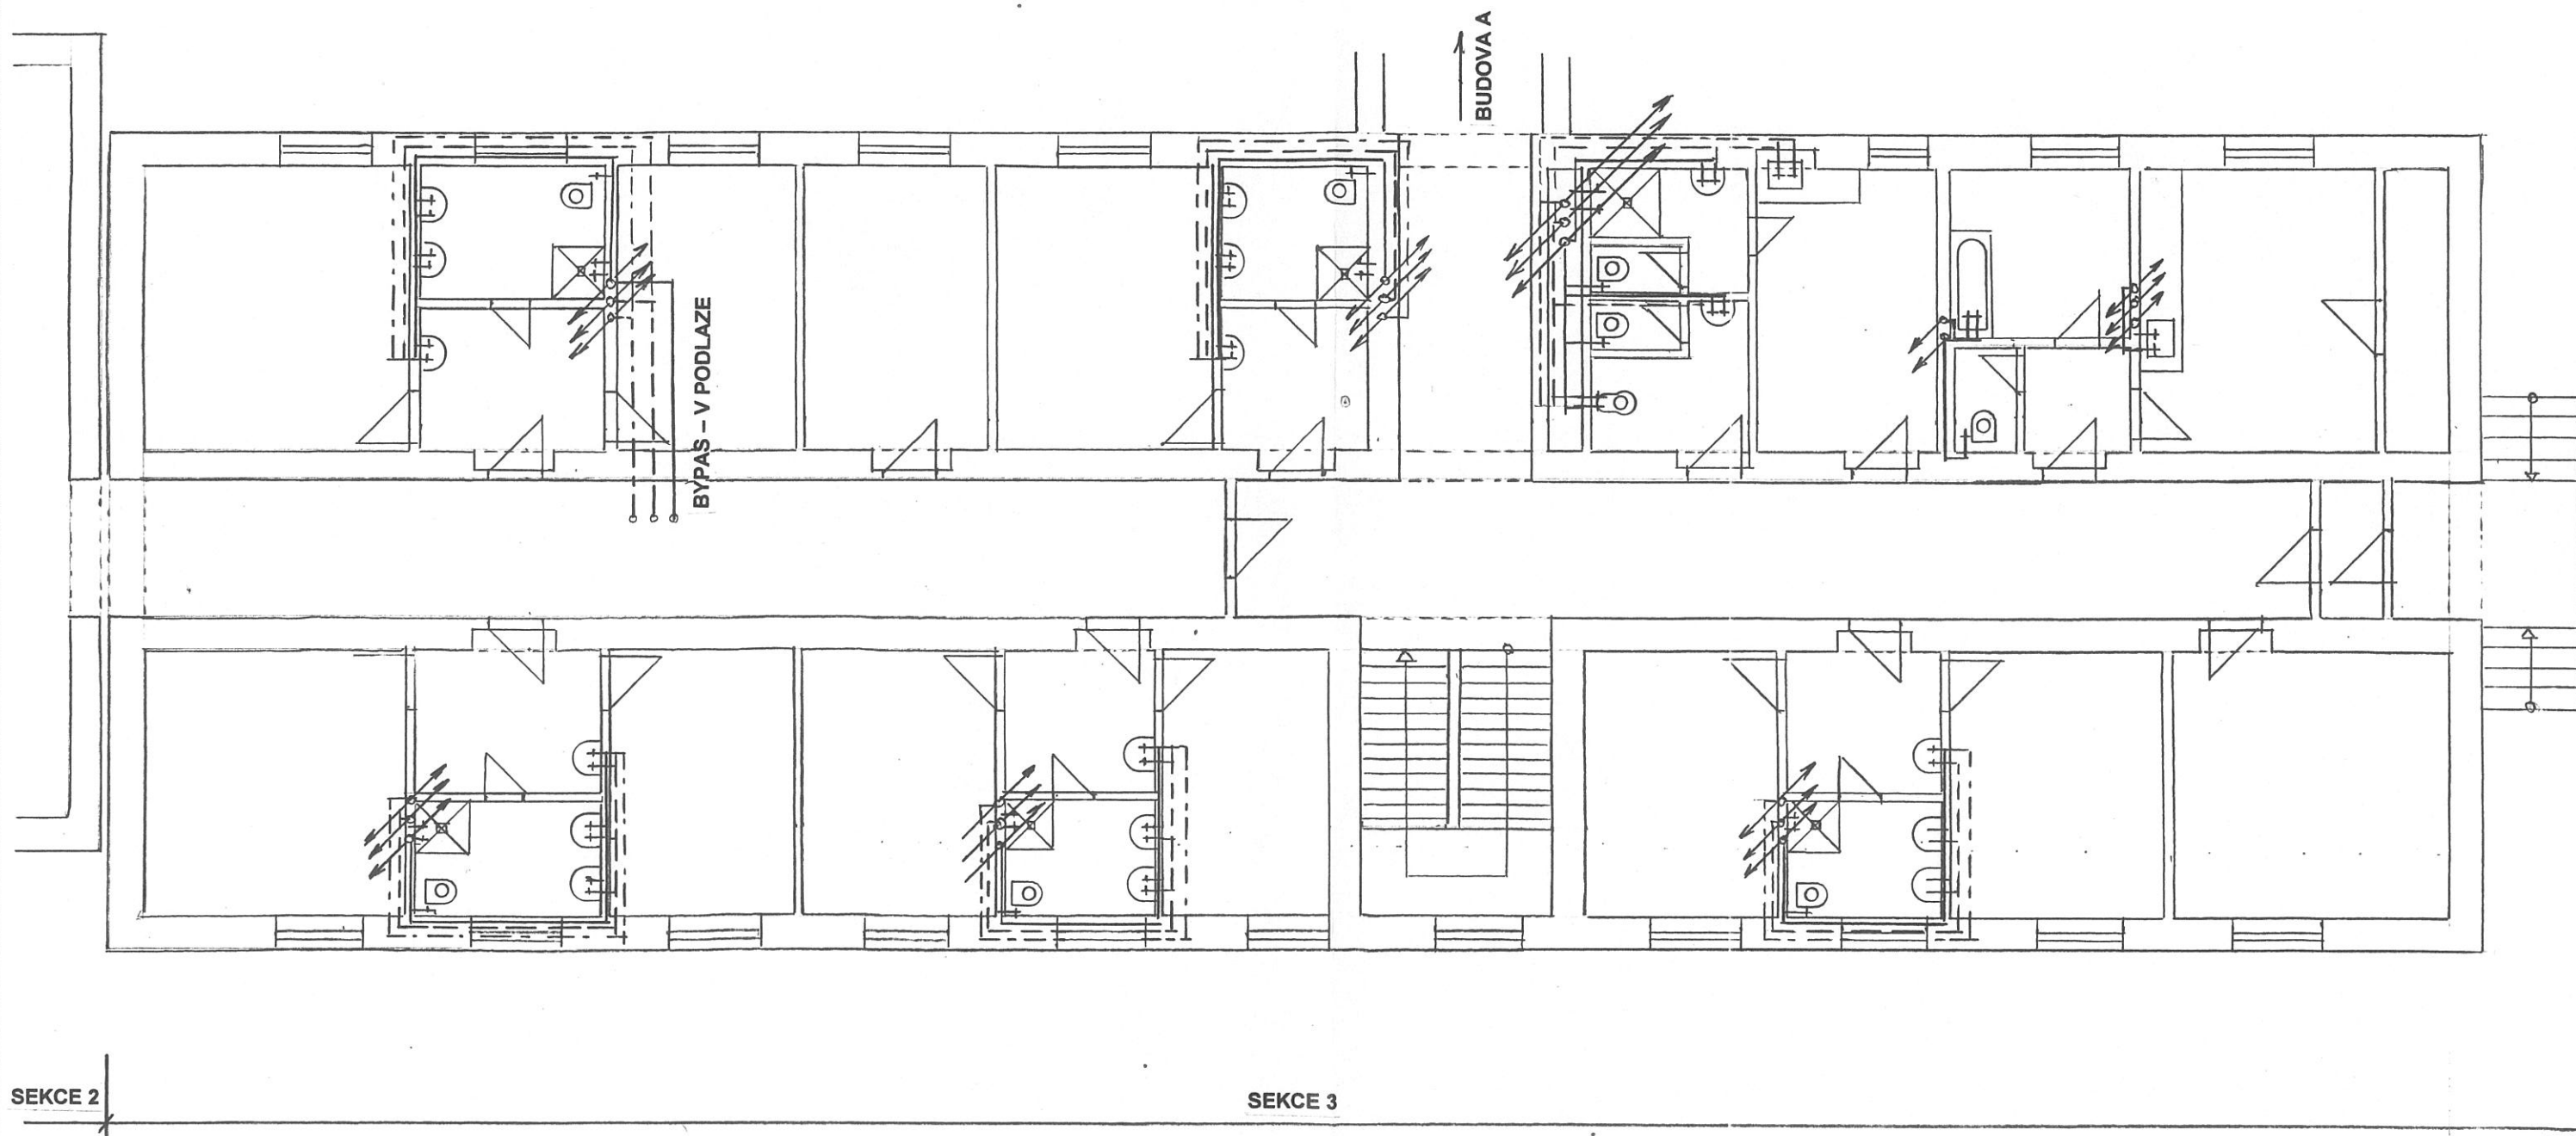 BUDOVA A
BYPAS – V PODLAZE
SEKCE 2
SEKCE 3